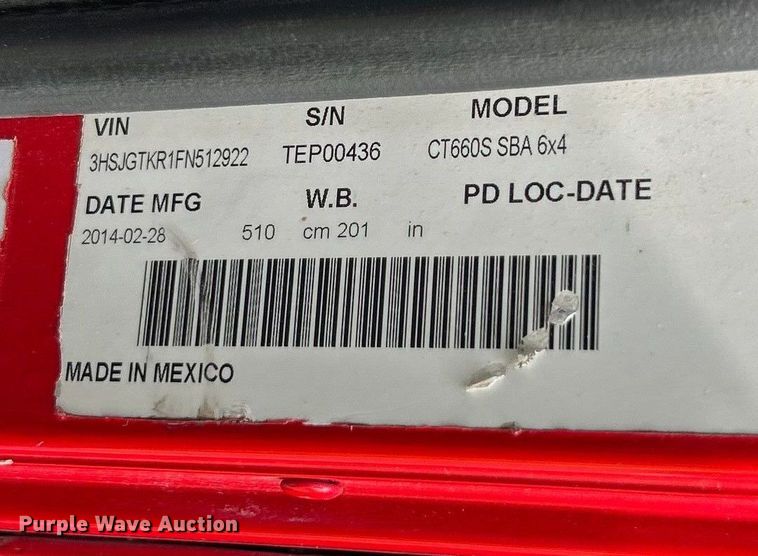 VIN S/N MODEL
3HSJGTKR1FN512922 TEP00436 CT660S SBA 6x4
DATE MFG W.B. PD LOC-DATE
2014-02-28 510 cm 201 in
MADE IN MEXICO
Purple Wave Auction